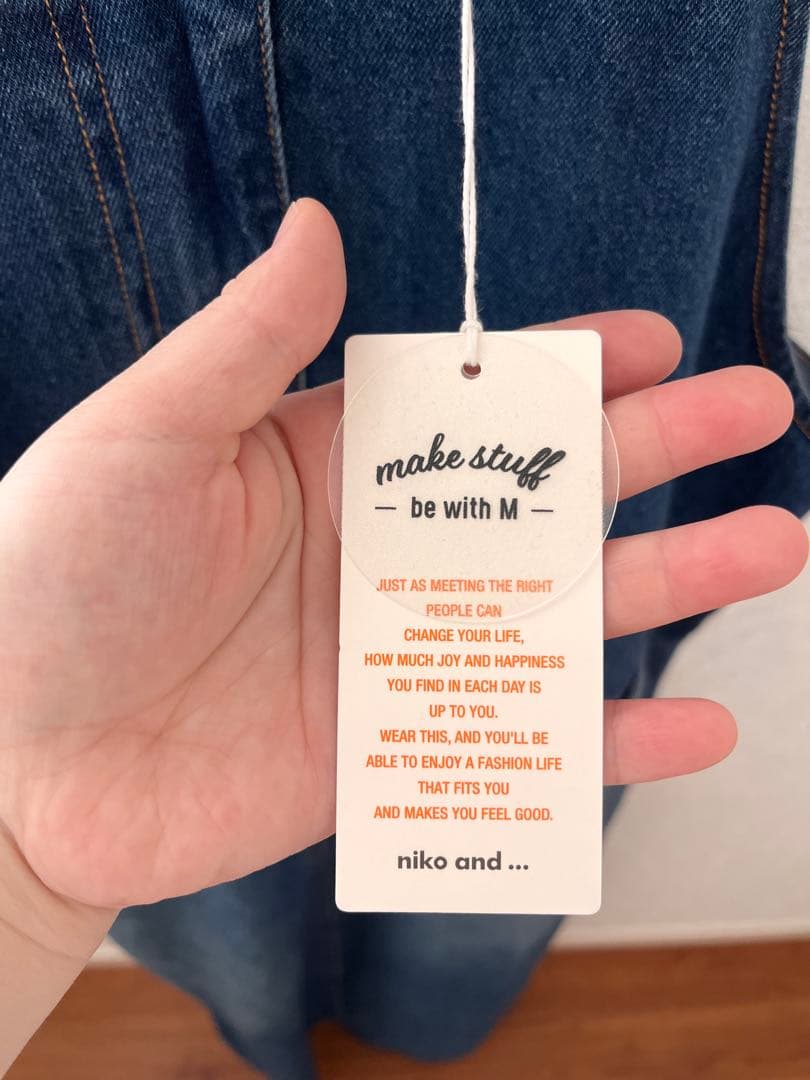 make stuff
— be with M —
JUST AS MEETING THE RIGHT
PEOPLE CAN
CHANGE YOUR LIFE,
HOW MUCH JOY AND HAPPINESS
YOU FIND IN EACH DAY IS
UP TO YOU.
WEAR THIS, AND YOU'LL BE
ABLE TO ENJOY A FASHION LIFE
THAT FITS YOU
AND MAKES YOU FEEL GOOD.
niko and ...